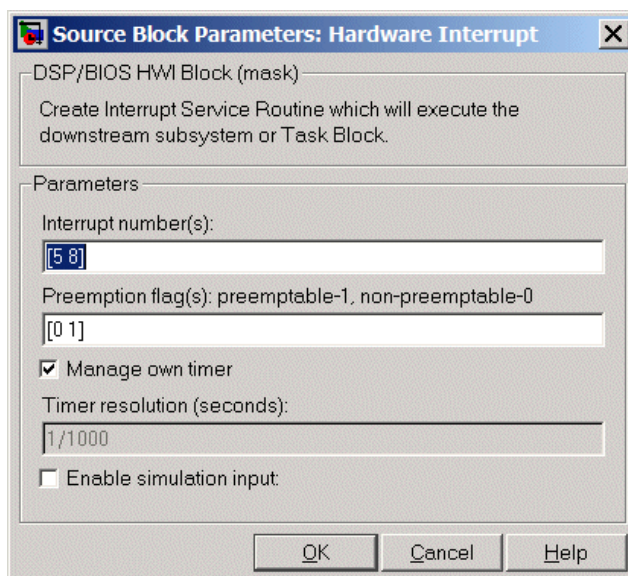 Source Block Parameters: Hardware Interrupt
DSP/BIOS HWI Block (mask)
Create Interrupt Service Routine which will execute the
downstream subsystem or Task Block.
Parameters
Interrupt number(s):
[5 8]
Preemption flag(s): preemptable-1, non-preemptable-0
[0 1]
Manage own timer
Timer resolution (seconds):
1/1000
Enable simulation input:
OK Cancel Help